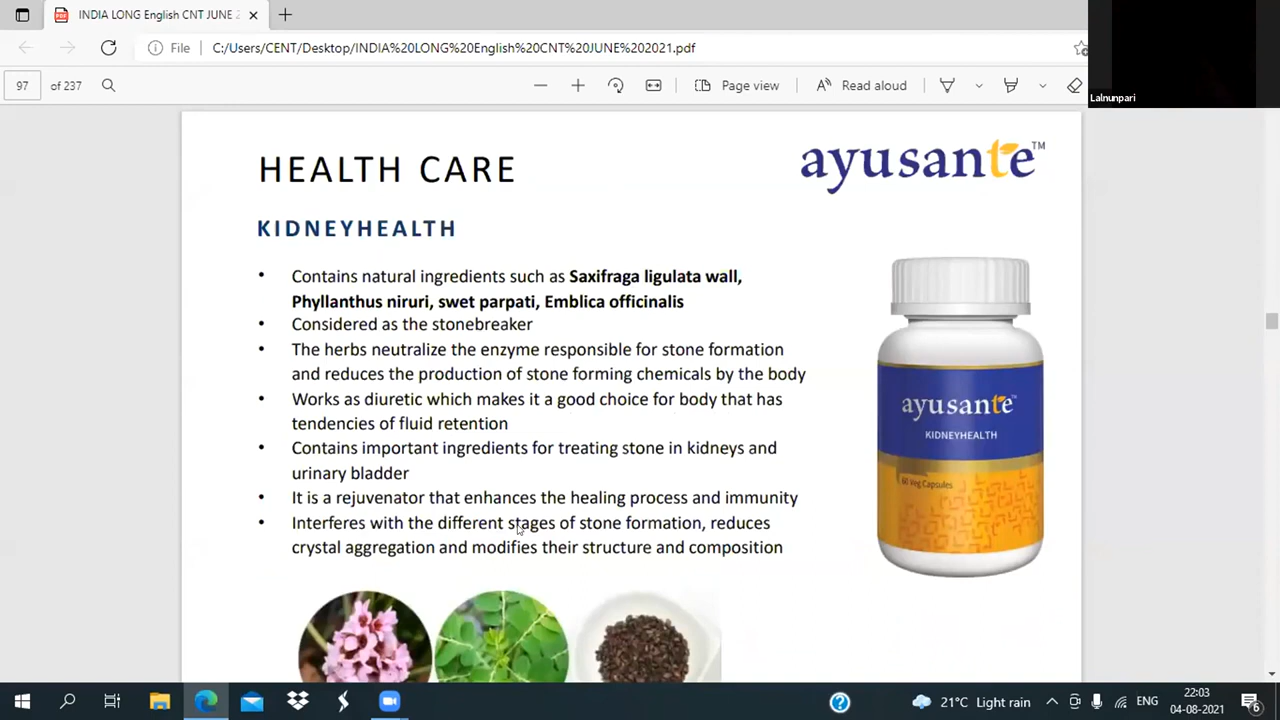 INDIA LONG English CNT JUNE 2
File
C:/Users/CENT/Desktop/INDIA%20LONG%20English%20CNT%20JUNE%202021.pdf
97 of 237
Page view
Read aloud
Lalnunpari
HEALTH CARE
ayusante™
KIDNEYHEALTH
• Contains natural ingredients such as Saxifraga ligulata wall,
Phyllanthus niruri, swet parpati, Emblica officinalis
• Considered as the stonebreaker
• The herbs neutralize the enzyme responsible for stone formation
and reduces the production of stone forming chemicals by the body
• Works as diuretic which makes it a good choice for body that has
tendencies of fluid retention
• Contains important ingredients for treating stone in kidneys and
urinary bladder
• It is a rejuvenator that enhances the healing process and immunity
• Interferes with the different stages of stone formation, reduces
crystal aggregation and modifies their structure and composition
ayusante™
KIDNEYHEALTH
60 Veg Capsules
21°C Light rain
ENG
22:03
04-08-2021
6